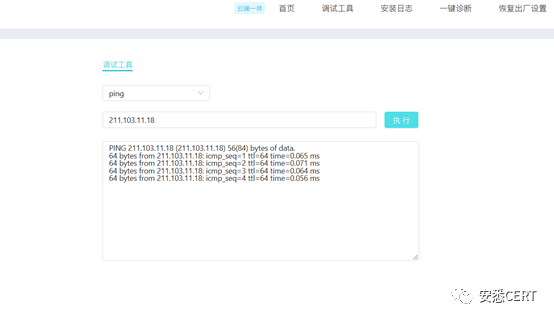 云端一体 首页 调试工具 安装日志 一键诊断 恢复出厂设置
调试工具
ping
211.103.11.18 执 行
PING 211.103.11.18 (211.103.11.18) 56(84) bytes of data.
64 bytes from 211.103.11.18: icmp_seq=1 ttl=64 time=0.065 ms
64 bytes from 211.103.11.18: icmp_seq=2 ttl=64 time=0.071 ms
64 bytes from 211.103.11.18: icmp_seq=3 ttl=64 time=0.064 ms
64 bytes from 211.103.11.18: icmp_seq=4 ttl=64 time=0.056 ms
安恐CERT